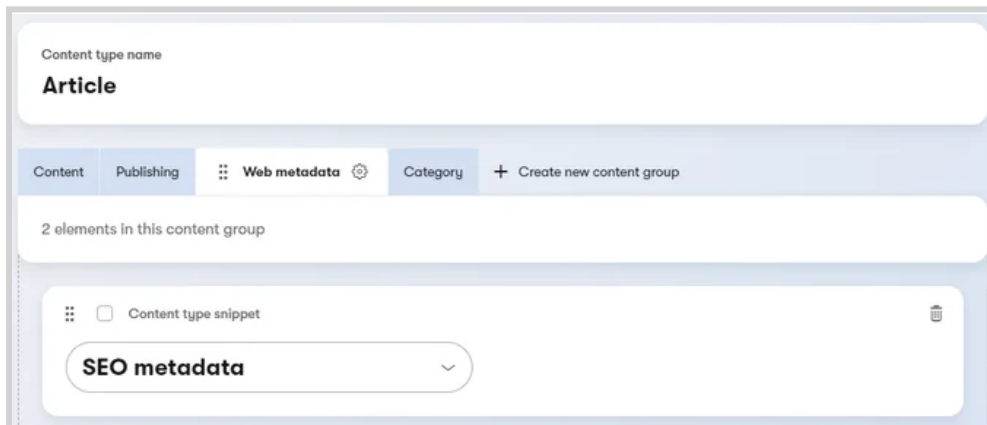 Content type name
Article
Content Publishing Web metadata Category + Create new content group
2 elements in this content group
Content type snippet
SEO metadata